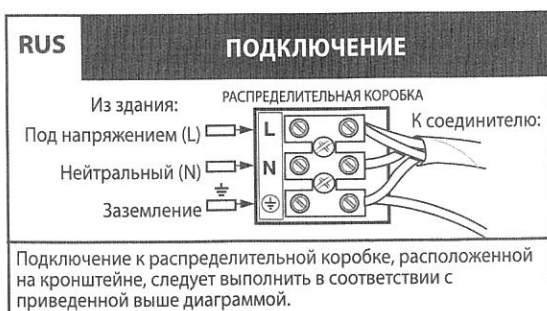 RUS
ПОДКЛЮЧЕНИЕ
РАСПРЕДЕЛИТЕЛЬНАЯ КОРОБКА
Из здания:
К соединителю:
Под напряжением (L)
L
Нейтральный (N)
N
Заземление
Подключение к распределительной коробке, расположенной
на кронштейне, следует выполнить в соответствии с
приведенной выше диаграммой.